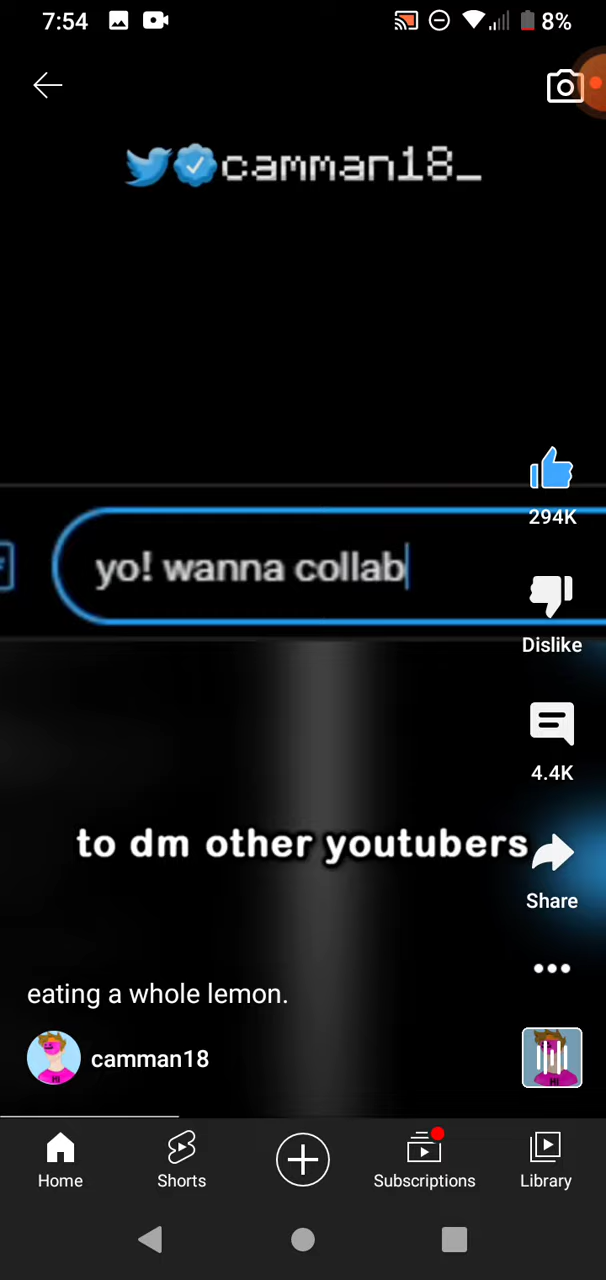 7:54
8%
camman18_
294K
yo! wanna collab
Dislike
4.4K
to dm other youtubers
Share
eating a whole lemon.
camman18
Home
Shorts
Subscriptions
Library